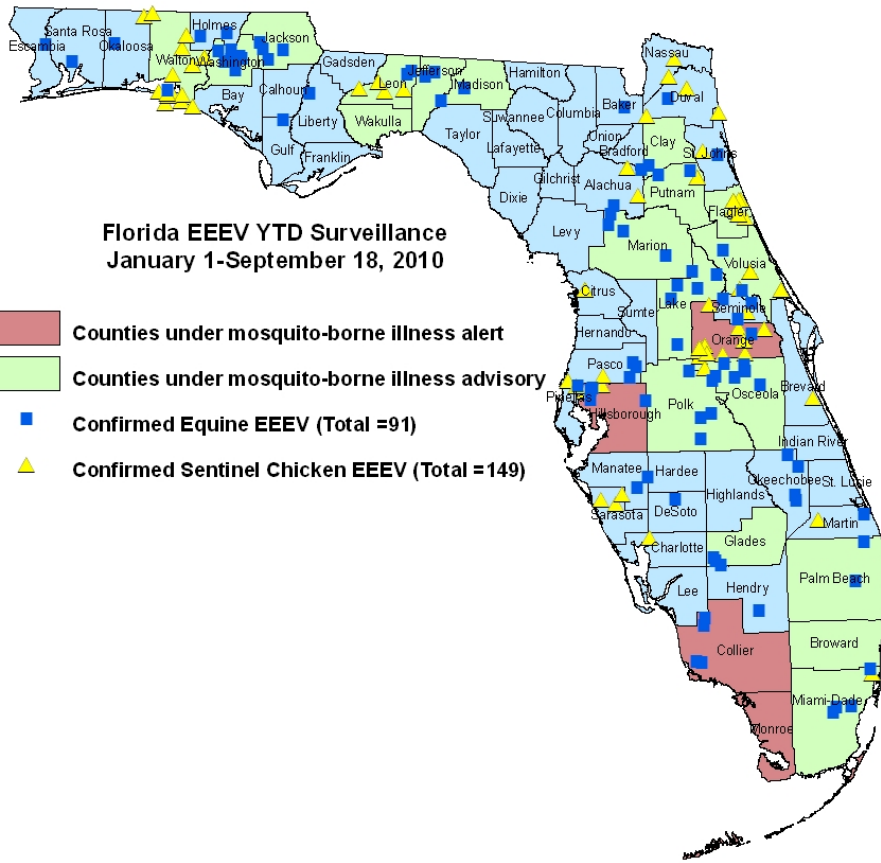 Holmes
Jackson
Santa Rosa
Escambia
Okaloosa
Walton
Washington
Gadsden
Jefferson
Leon
Madison
Hamilton
Nassau
Bay
Calhoun
Liberty
Wakulla
Taylor
Suwannee
Columbia
Baker
Duval
Gulf
Franklin
Lafayette
Union
Bradford
Clay
St. Johns
Dixie
Gilchrist
Alachua
Putnam
Flagler
Levy
Marion
Volusia
Florida EEEV YTD Surveillance
January 1-September 18, 2010
Citrus
Sumte
Lake
Seminole
Hernando
Orange
Counties under mosquito-borne illness alert
Pasco
Counties under mosquito-borne illness advisory
Brevard
Osceola
Pinellas
Hillsborough
Polk
Confirmed Equine EEEV (Total =91)
Indian River
Confirmed Sentinel Chicken EEEV (Total =149)
Manatee
Hardee
Okeechobee
St. Lucie
Highlands
Sarasota
DeSoto
Martin
Charlotte
Glades
Palm Beach
Lee
Hendry
Collier
Broward
Miami-Dade
Monroe